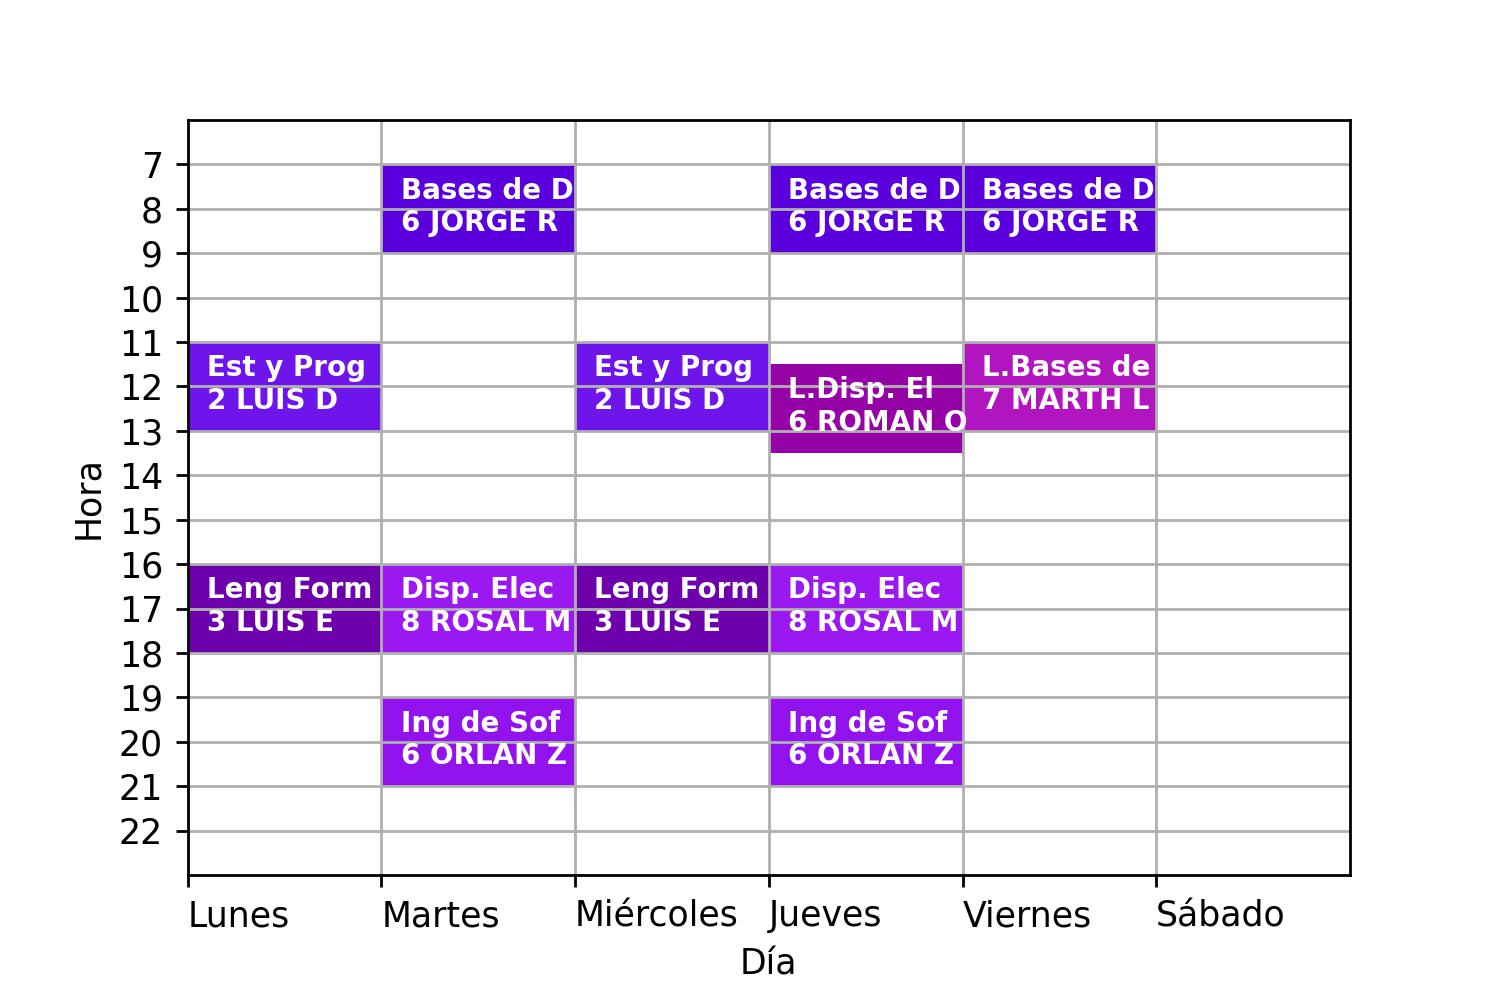 7
Bases de D
6 JORGE R
Bases de D
6 JORGE R
Bases de D
6 JORGE R
8
9
10
11
Est y Prog
2 LUIS D
Est y Prog
2 LUIS D
L.Disp. El
6 ROMAN O
L.Bases de
7 MARTH L
12
13
14
15
16
Leng Form
3 LUIS E
Disp. Elec
8 ROSAL M
Leng Form
3 LUIS E
Disp. Elec
8 ROSAL M
17
18
19
Ing de Sof
6 ORLAN Z
Ing de Sof
6 ORLAN Z
20
21
22
Hora
Lunes
Martes
Miércoles
Jueves
Viernes
Sábado
Día